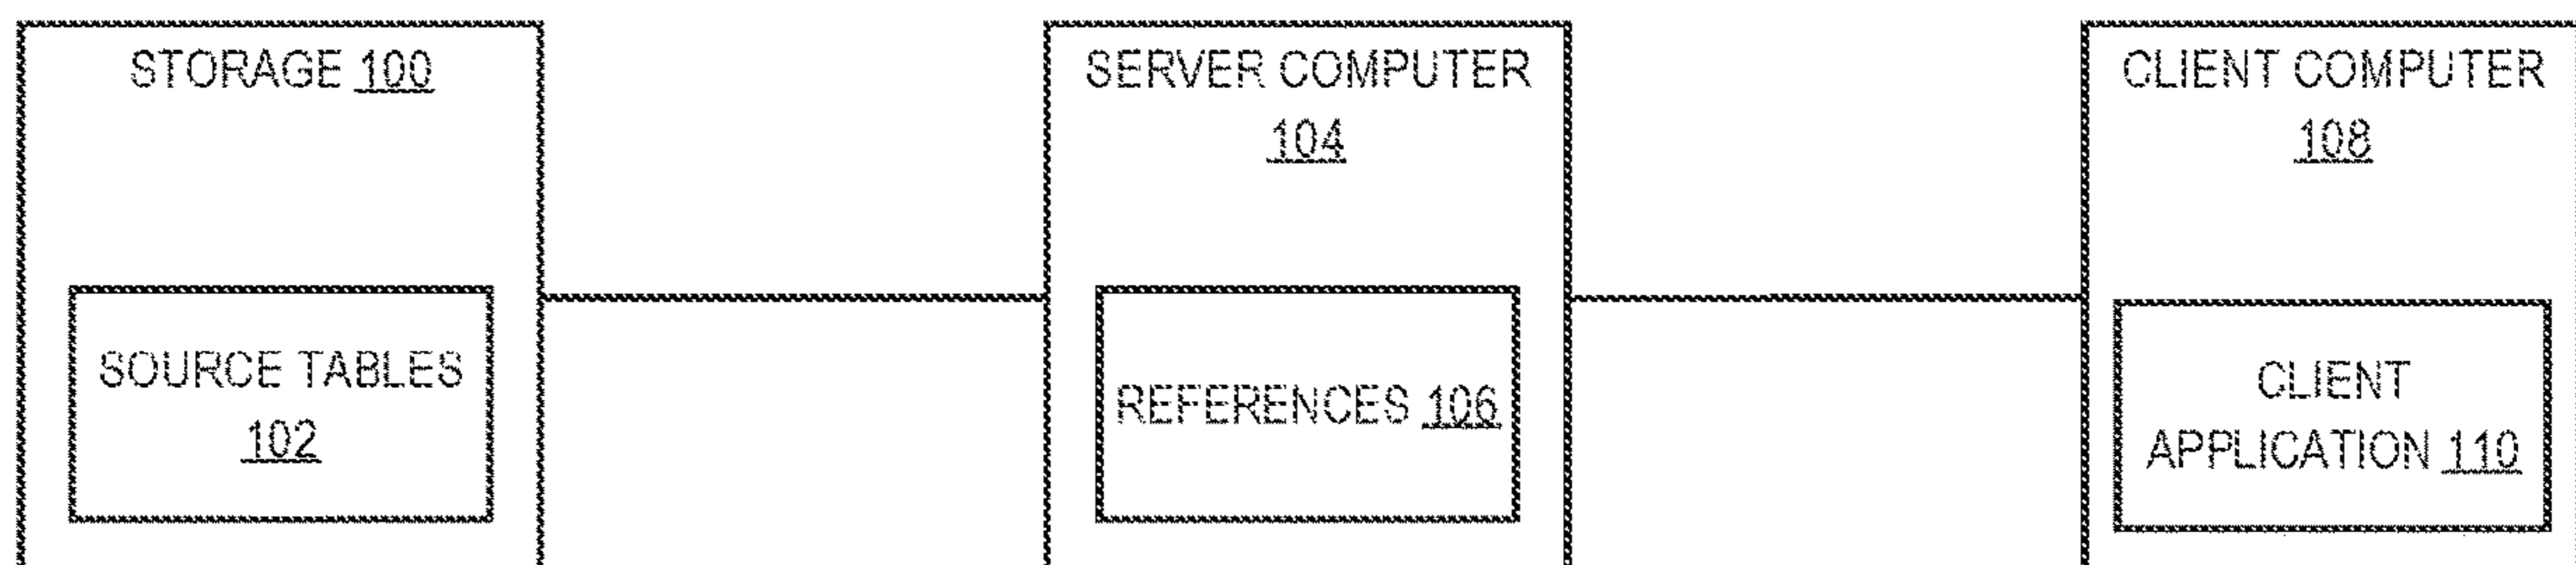 STORAGE 100
SOURCE TABLES
102
SERVER COMPUTER
104
REFERENCES 106
CLIENT COMPUTER
108
CLIENT
APPLICATION 110